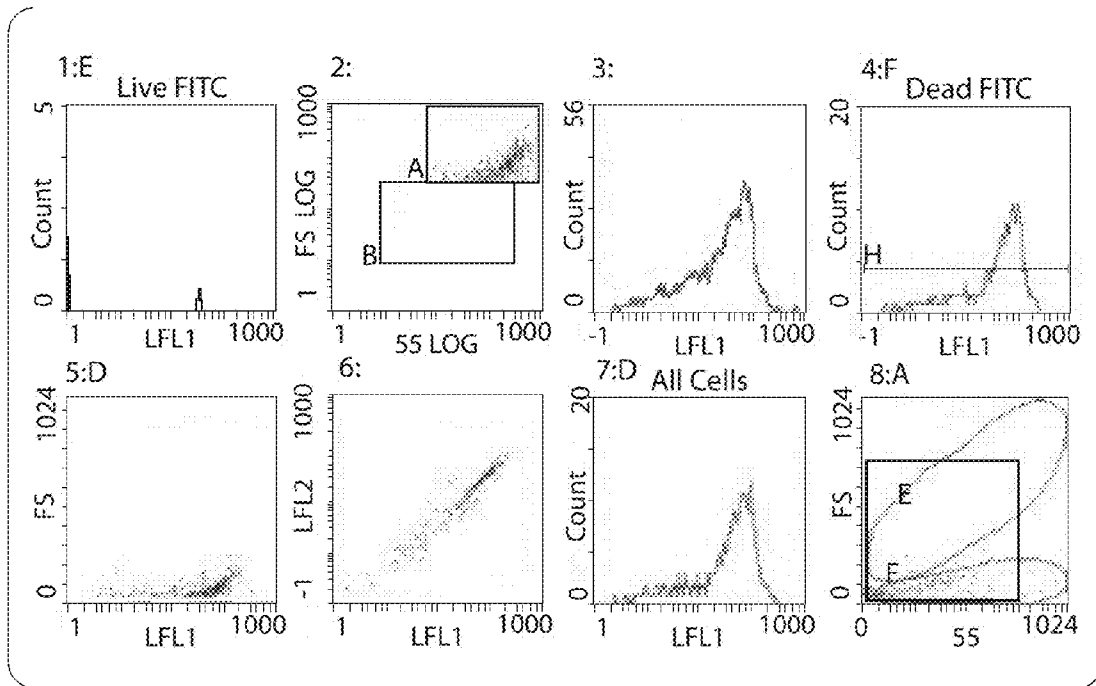 1:E
Live FITC
5
Count
0
1
LFL1
1000
2:
1000
FS LOG
1
A
B
1
55 LOG
1000
3:
56
Count
0
-1
LFL1
1000
4:F
Dead FITC
20
Count
0
H
-1
LFL1
1000
5:D
1024
FS
0
1
LFL1
1000
6:
1000
LFL2
-1
1
LFL1
1000
7:D
All Cells
20
Count
0
1
LFL1
1000
8:A
1024
FS
0
E
F
0
55
1024